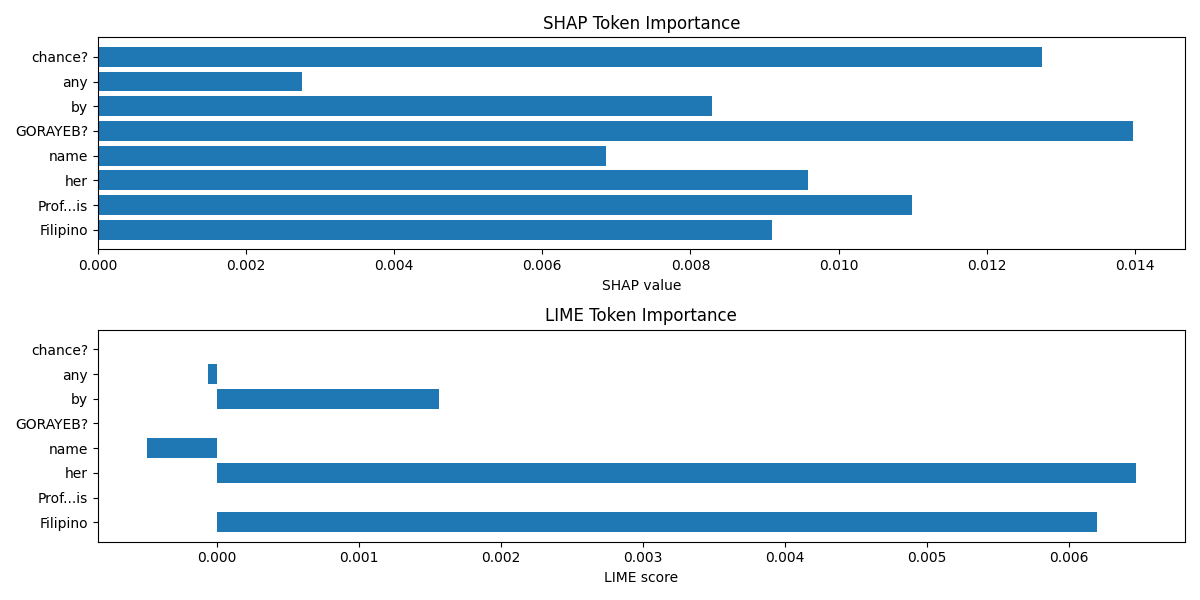 SHAP Token Importance
chance?
any
by
GORAYEB?
name
her
Prof...is
Filipino
0.000 0.002 0.004 0.006 0.008 0.010 0.012 0.014
SHAP value
LIME Token Importance
chance?
any
by
GORAYEB?
name
her
Prof...is
Filipino
0.000 0.001 0.002 0.003 0.004 0.005 0.006
LIME score